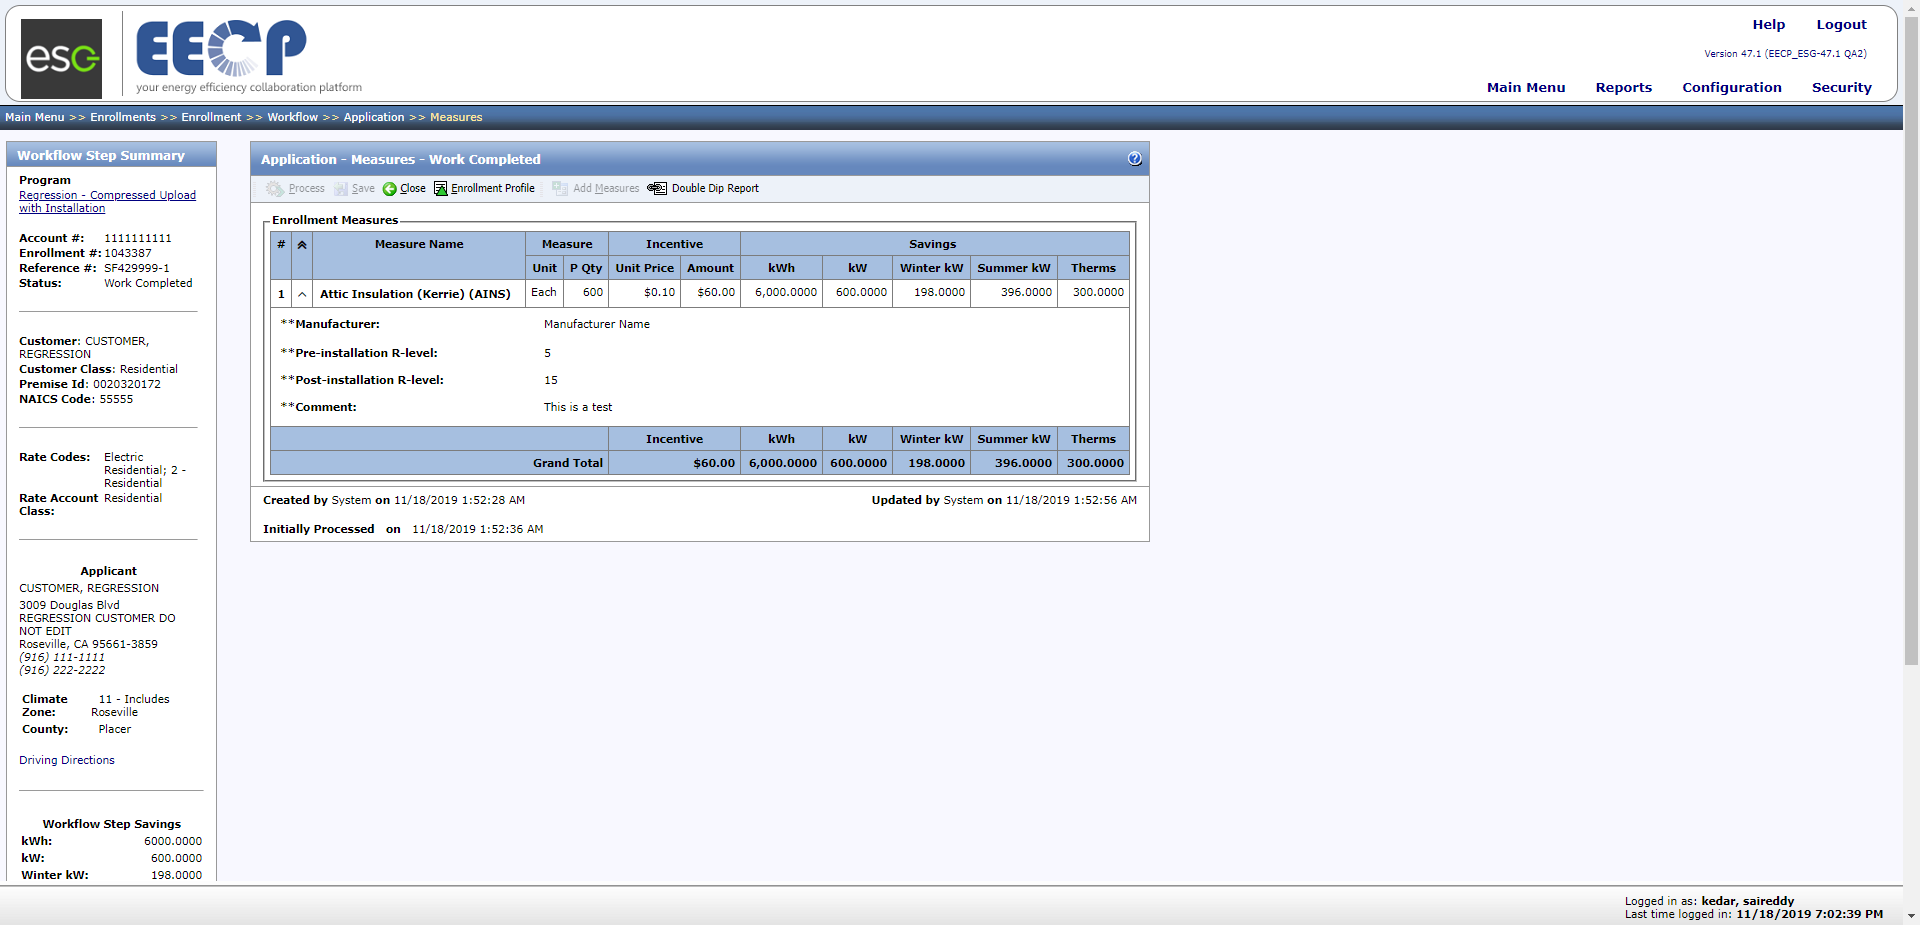 esg
EECP
your energy efficiency collaboration platform
Help Logout
Version 47.1 (EECP_ESG-47.1 QA2)
Main Menu Reports Configuration Security
Main Menu >> Enrollments >> Enrollment >> Workflow >> Application >> Measures
Workflow Step Summary
Program
Regression - Compressed Upload
with Installation
Account #: 1111111111
Enrollment #: 1043387
Reference #: SF429999-1
Status: Work Completed
Customer: CUSTOMER,
REGRESSION
Customer Class: Residential
Premise Id: 0020320172
NAICS Code: 55555
Rate Codes: Electric
Residential; 2 -
Residential
Rate Account Residential
Class:
Applicant
CUSTOMER, REGRESSION
3009 Douglas Blvd
REGRESSION CUSTOMER DO
NOT EDIT
Roseville, CA 95661-3859
(916) 111-1111
(916) 222-2222
Climate 11 - Includes
Zone: Roseville
County: Placer
Driving Directions
Workflow Step Savings
kWh: 6000.0000
kW: 600.0000
Winter kW: 198.0000
Application - Measures - Work Completed
?
Process Save Close Enrollment Profile Add Measures Double Dip Report
Enrollment Measures
# Measure Name Measure Incentive Savings
Unit P Qty Unit Price Amount kWh kW Winter kW Summer kW Therms
1 Attic Insulation (Kerrie) (AINS) Each 600 $0.10 $60.00 6,000.0000 600.0000 198.0000 396.0000 300.0000
**Manufacturer: Manufacturer Name
**Pre-installation R-level: 5
**Post-installation R-level: 15
**Comment: This is a test
Incentive kWh kW Winter kW Summer kW Therms
Grand Total $60.00 6,000.0000 600.0000 198.0000 396.0000 300.0000
Created by System on 11/18/2019 1:52:28 AM Updated by System on 11/18/2019 1:52:56 AM
Initially Processed on 11/18/2019 1:52:36 AM
Logged in as: kedar, saireddy
Last time logged in: 11/18/2019 7:02:39 PM